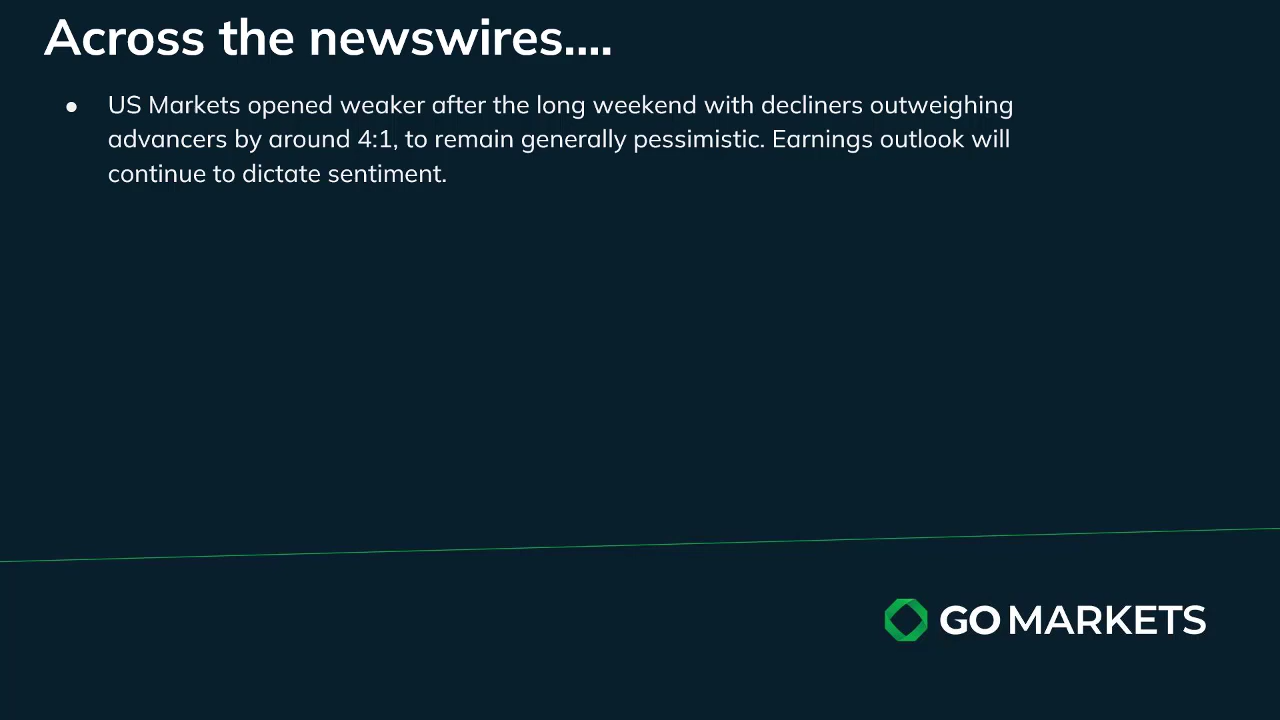 Across the newswires....
● US Markets opened weaker after the long weekend with decliners outweighing
advancers by around 4:1, to remain generally pessimistic. Earnings outlook will
continue to dictate sentiment.
GO MARKETS